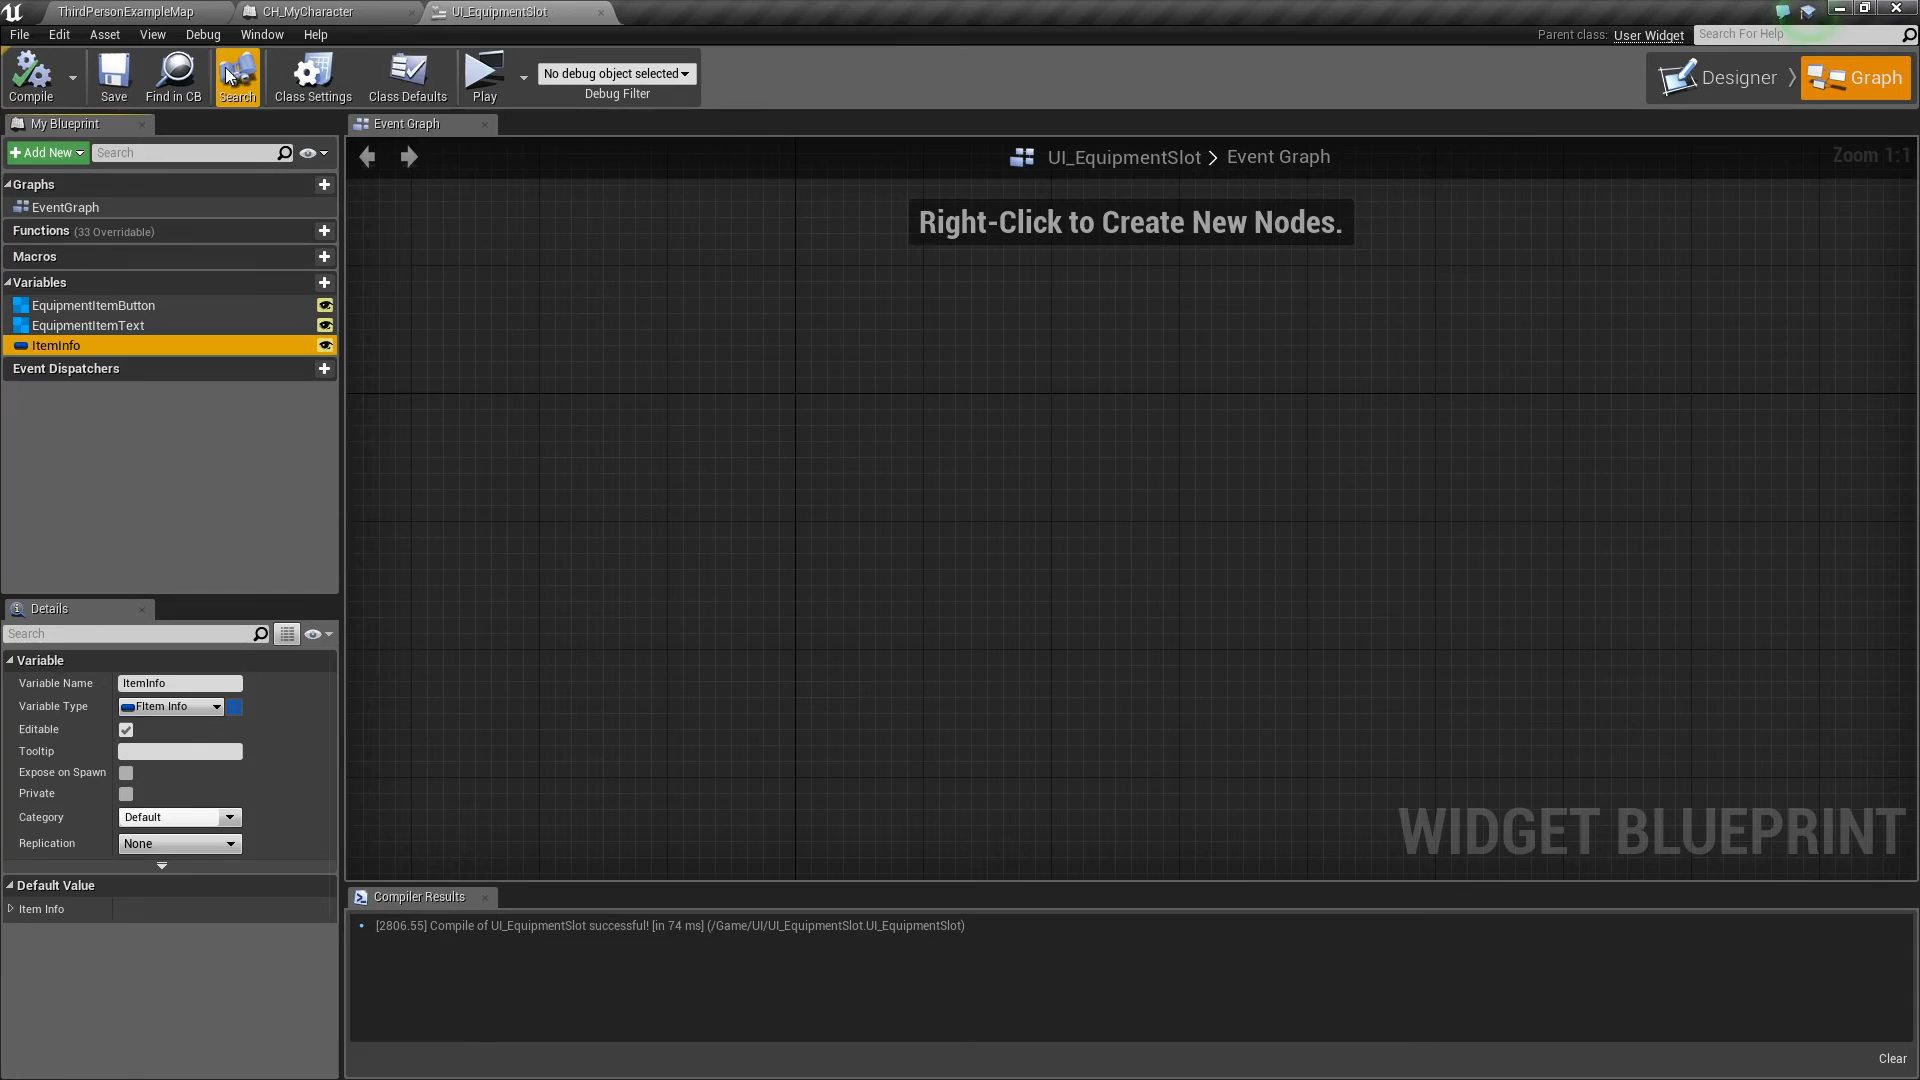 ThirdPersonExampleMap
CH_MyCharacter
UI_EquipmentSlot
File Edit Asset View Debug Window Help
Parent class: User Widget
Search For Help
Compile
Save
Find in CB
Search
Class Settings
Class Defaults
Play
No debug object selected
Debug Filter
Designer
Graph
My Blueprint
Add New
Search
Graphs
EventGraph
Functions (33 Overridable)
Macros
Variables
EquipmentItemButton
EquipmentItemText
ItemInfo
Event Dispatchers
Event Graph
UI_EquipmentSlot > Event Graph
Zoom 1:1
Right-Click to Create New Nodes.
WIDGET BLUEPRINT
Details
Search
Variable
Variable Name ItemInfo
Variable Type FItem Info
Editable
Tooltip
Expose on Spawn
Private
Category Default
Replication None
Default Value
Item Info
Compiler Results
[2806.55] Compile of UI_EquipmentSlot successful! [in 74 ms] (/Game/UI/UI_EquipmentSlot.UI_EquipmentSlot)
Clear